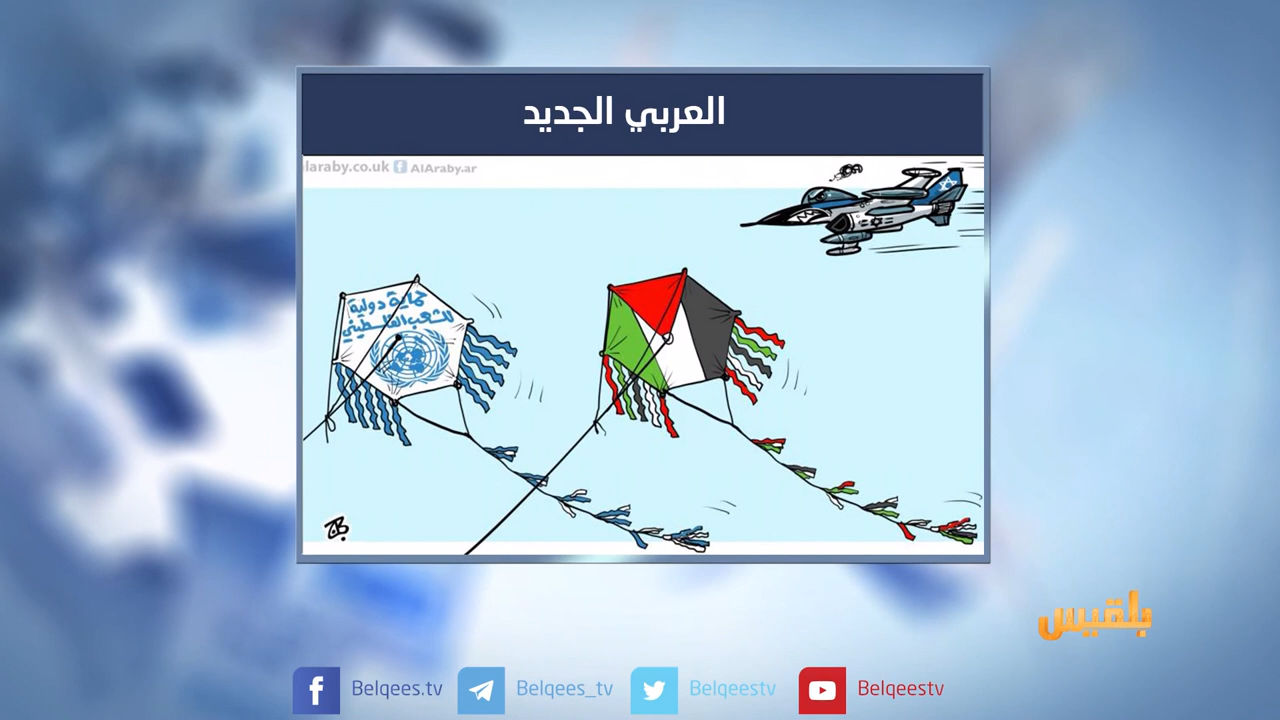 العربي الجديد
laraby.co.uk AlAraby.ar
حماية دولية
للشعب الفلسطيني
بلقيس
Belqees.tv Belqees_tv Belqeestv Belqeestv